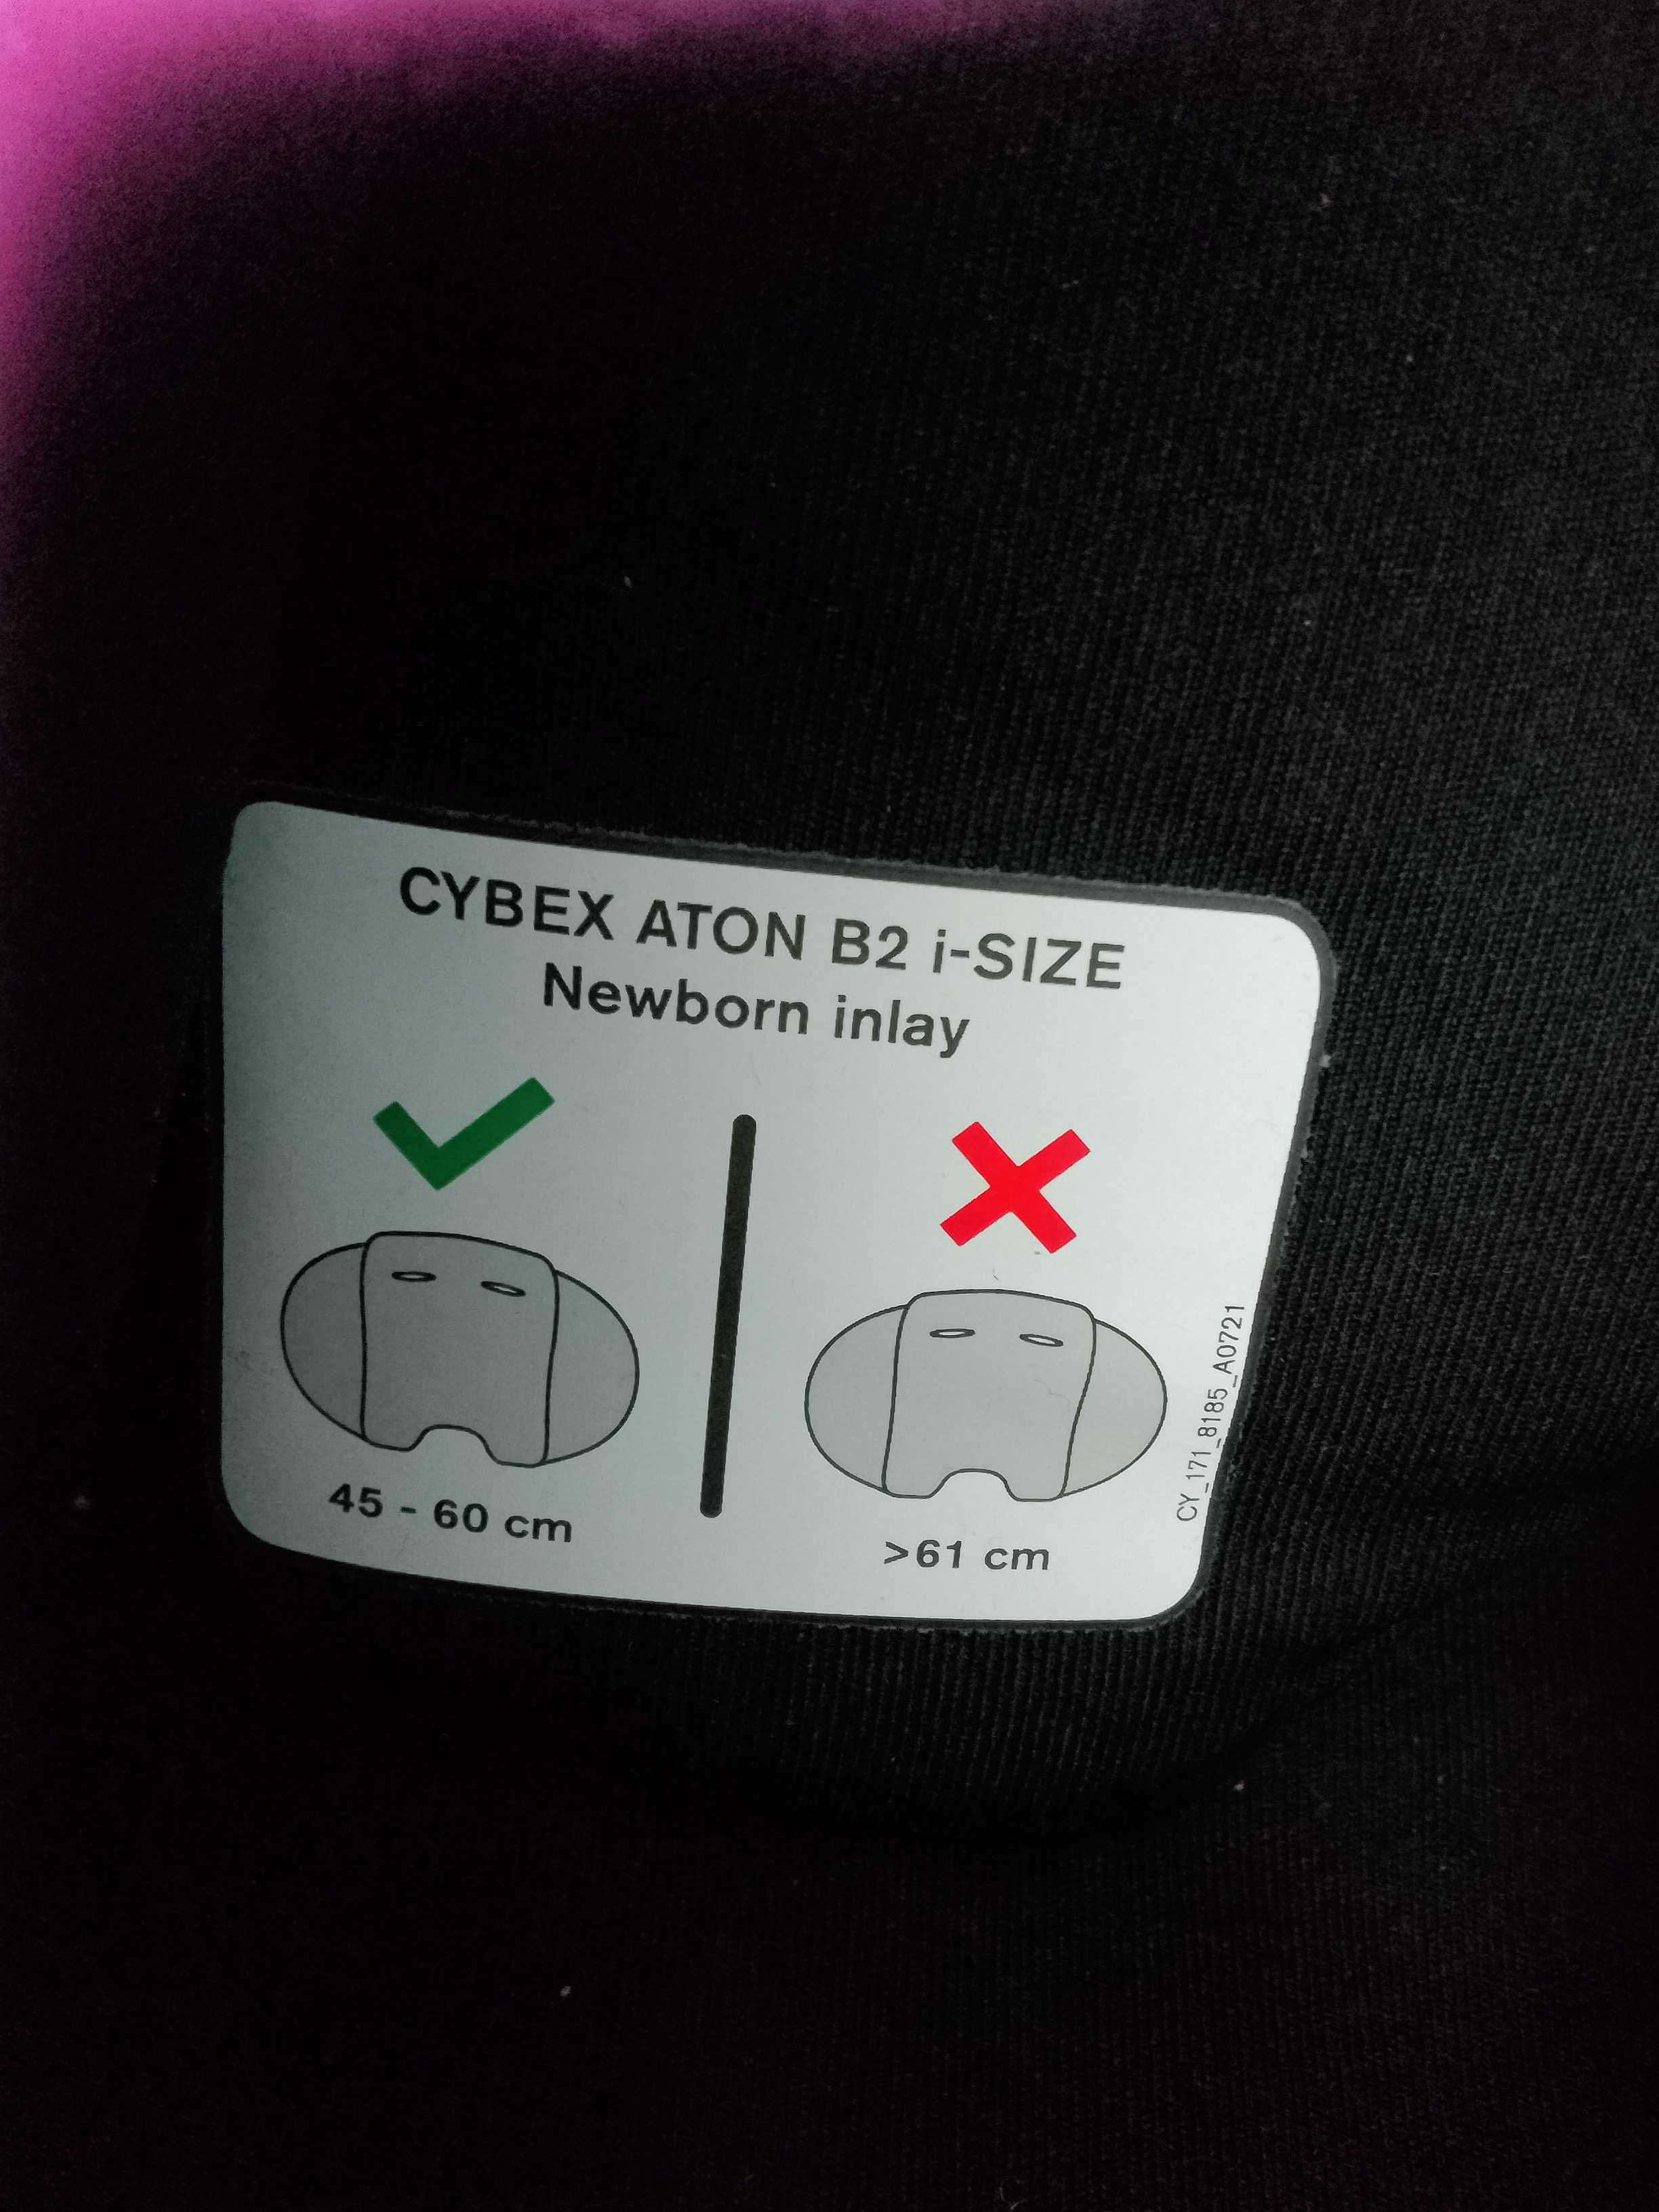 CYBEX ATON B2 i-SIZE
Newborn inlay
45 - 60 cm
>61 cm
CY_171_8185_A0721